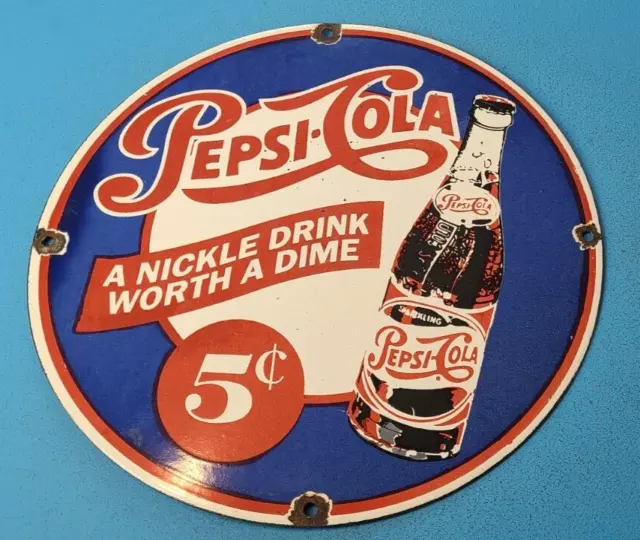 PEPSI·COLA
A NICKLE DRINK
WORTH A DIME
5¢
PEPSI·COLA
SPARKLING
PEPSI·COLA